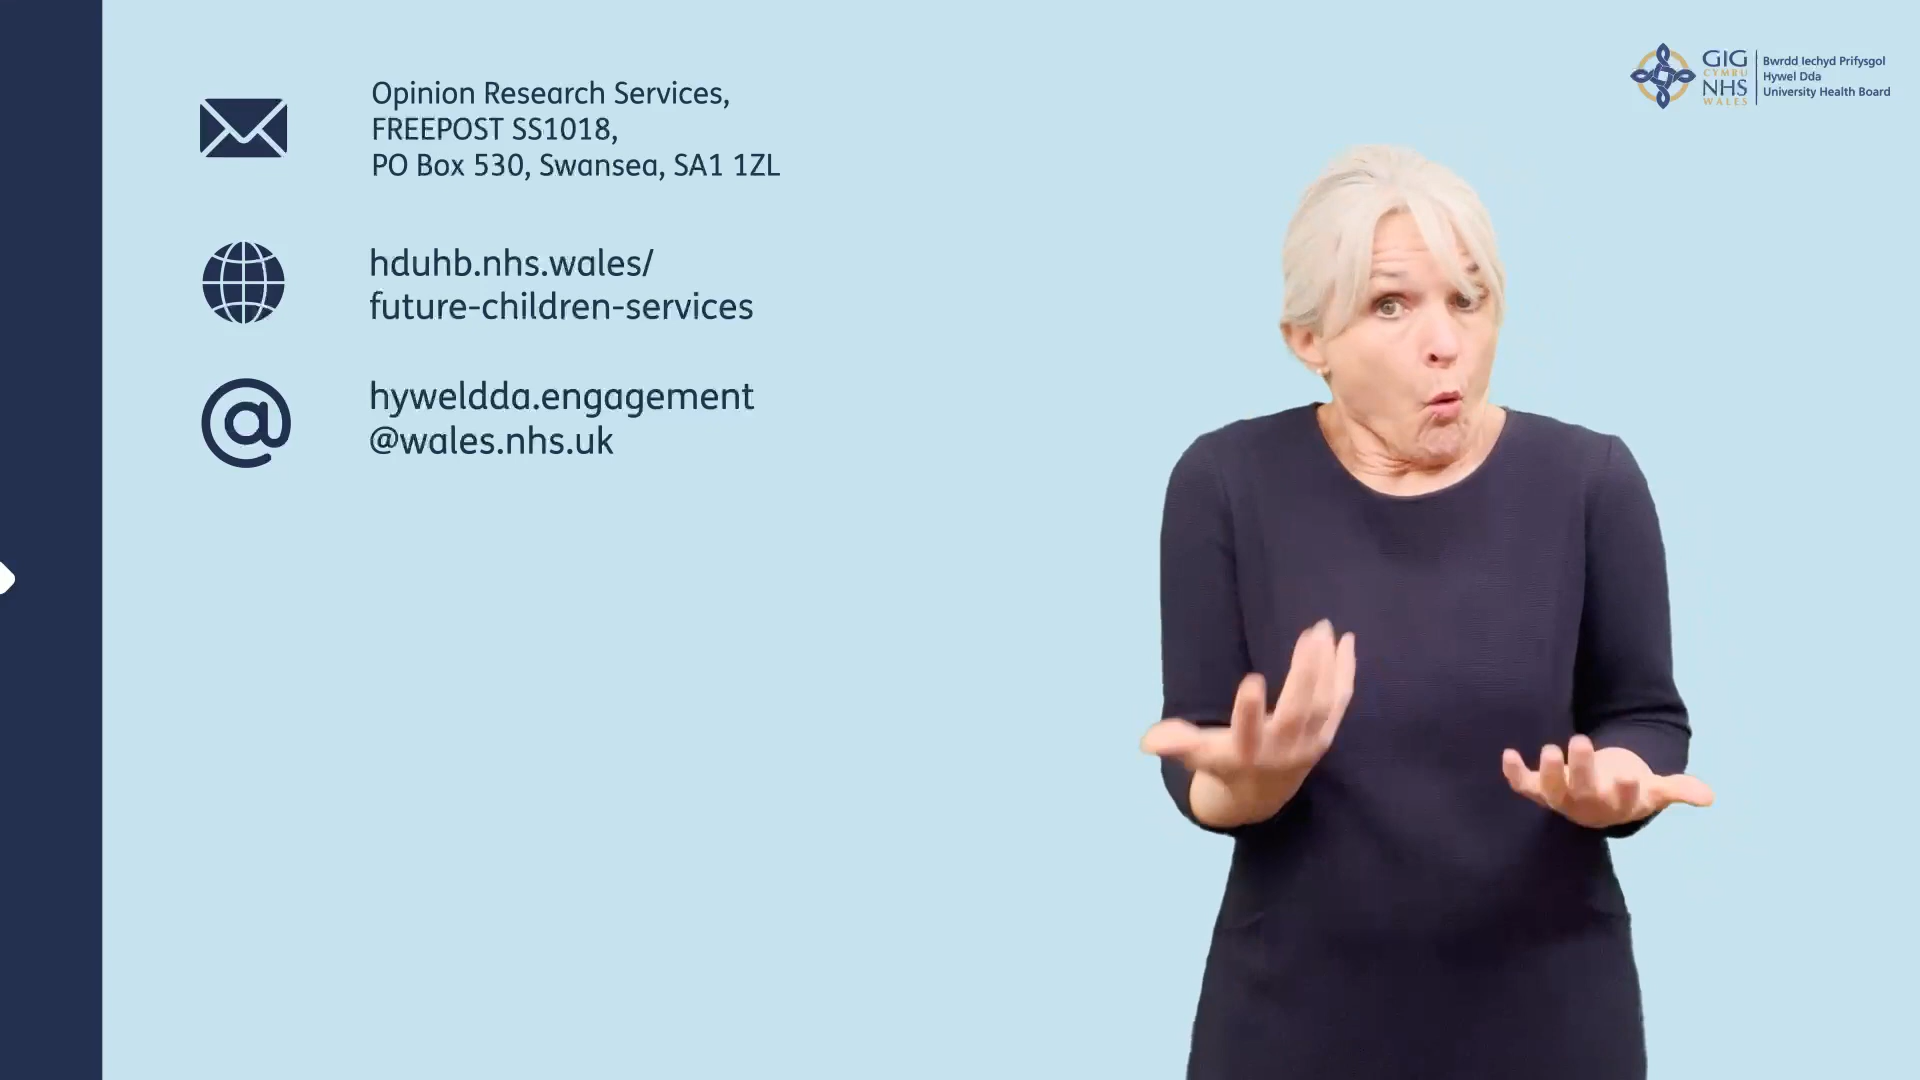 Opinion Research Services,
FREEPOST SS1018,
PO Box 530, Swansea, SA1 1ZL
hduhb.nhs.wales/
future-children-services
hyweldda.engagement
@wales.nhs.uk
GIG
CYMRU
NHS
WALES
Bwrdd Iechyd Prifysgol
Hywel Dda
University Health Board